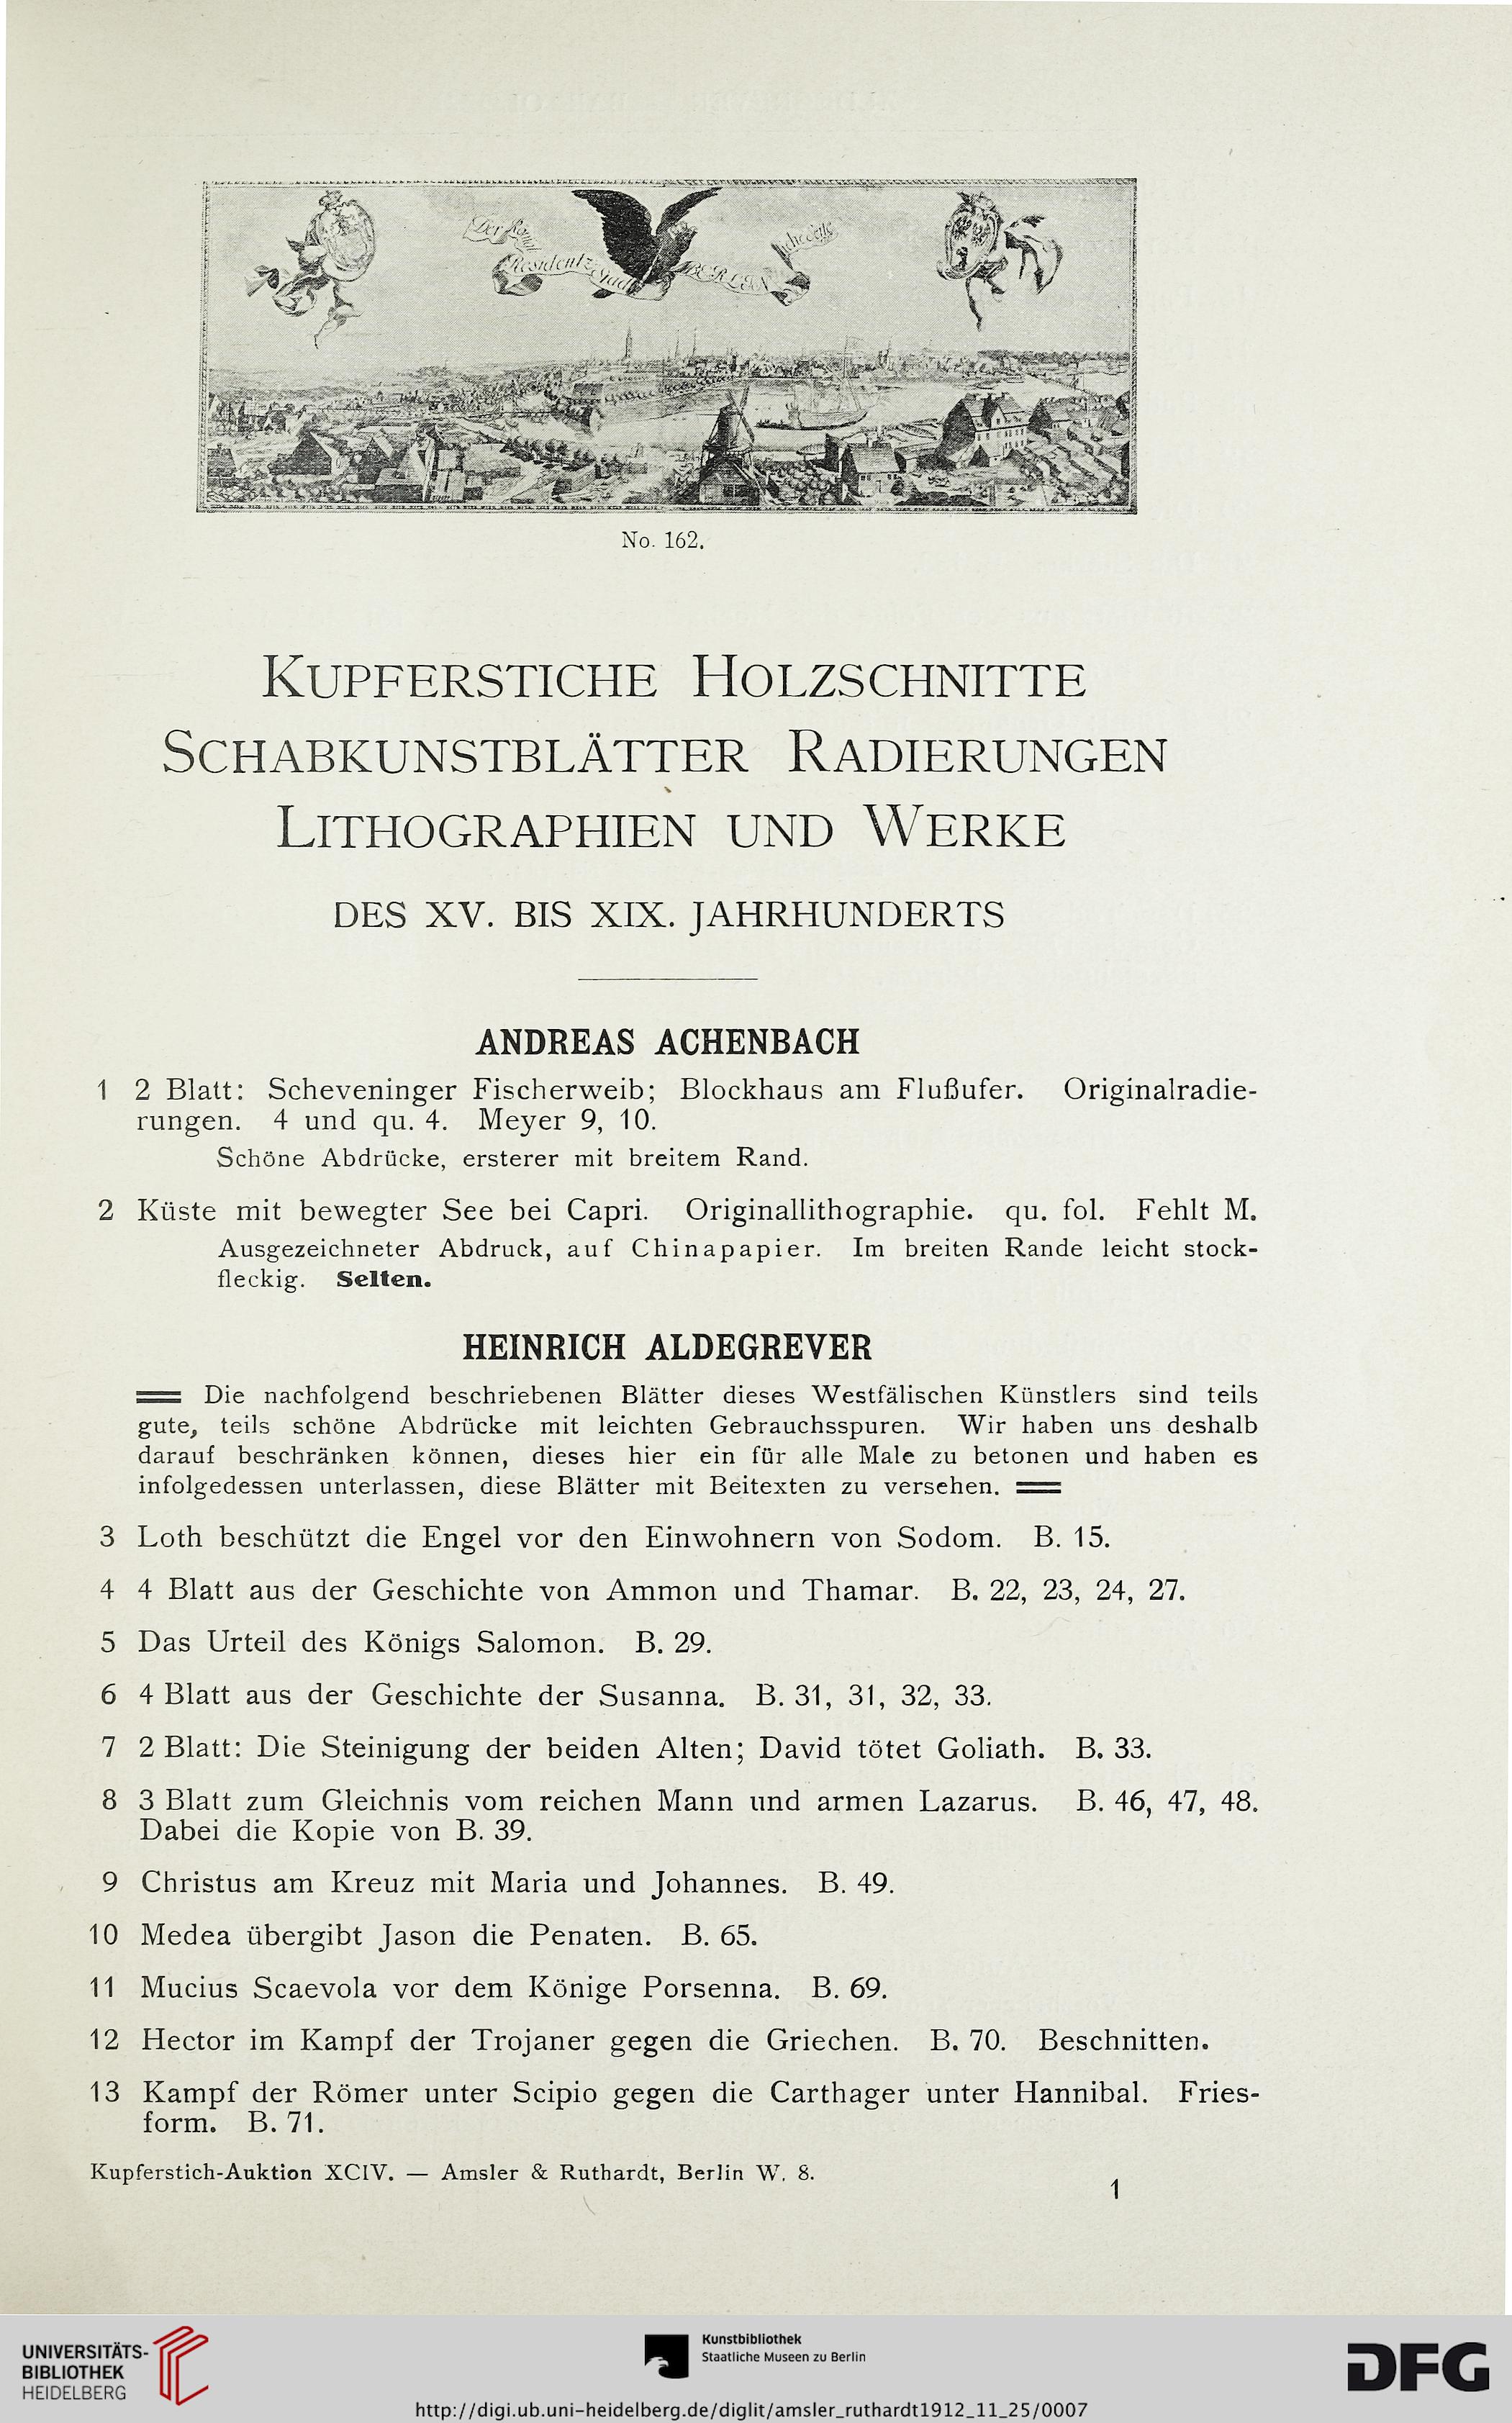 Residentz Stadt BERLIN
No. 162.
KUPFERSTICHE HOLZSCHNITTE
SCHABKUNSTBLÄTTER RADIERUNGEN
LITHOGRAPHIEN UND WERKE
DES XV. BIS XIX. JAHRHUNDERTS
ANDREAS ACHENBACH
1 2 Blatt: Scheveninger Fischerweib; Blockhaus am Flußufer. Originalradie-
rungen. 4 und qu. 4. Meyer 9, 10.
Schöne Abdrücke, ersterer mit breitem Rand.
2 Küste mit bewegter See bei Capri. Originallithographie. qu. fol. Fehlt M.
Ausgezeichneter Abdruck, auf Chinapapier. Im breiten Rande leicht stock-
fleckig. Selten.
HEINRICH ALDEGREVER
Die nachfolgend beschriebenen Blätter dieses Westfälischen Künstlers sind teils
gute, teils schöne Abdrücke mit leichten Gebrauchsspuren. Wir haben uns deshalb
darauf beschränken können, dieses hier ein für alle Male zu betonen und haben es
infolgedessen unterlassen, diese Blätter mit Beitexten zu versehen.
3 Loth beschützt die Engel vor den Einwohnern von Sodom. B. 15.
4 4 Blatt aus der Geschichte von Ammon und Thamar. B. 22, 23, 24, 27.
5 Das Urteil des Königs Salomon. B. 29.
6 4 Blatt aus der Geschichte der Susanna. B. 31, 31, 32, 33.
7 2 Blatt: Die Steinigung der beiden Alten; David tötet Goliath. B. 33.
8 3 Blatt zum Gleichnis vom reichen Mann und armen Lazarus. B. 46, 47, 48.
Dabei die Kopie von B. 39.
9 Christus am Kreuz mit Maria und Johannes. B. 49.
10 Medea übergibt Jason die Penaten. B. 65.
11 Mucius Scaevola vor dem Könige Porsenna. B. 69.
12 Hector im Kampf der Trojaner gegen die Griechen. B. 70. Beschnitten.
13 Kampf der Römer unter Scipio gegen die Carthager unter Hannibal. Fries-
form. B. 71.
Kupferstich-Auktion XCIV. — Amsler & Ruthardt, Berlin W. 8.
1
UNIVERSITÄTS-
BIBLIOTHEK
HEIDELBERG
Kunstbibliothek
Staatliche Museen zu Berlin
DFG
http://digi.ub.uni-heidelberg.de/diglit/amsler_ruthardt1912_11_25/0007